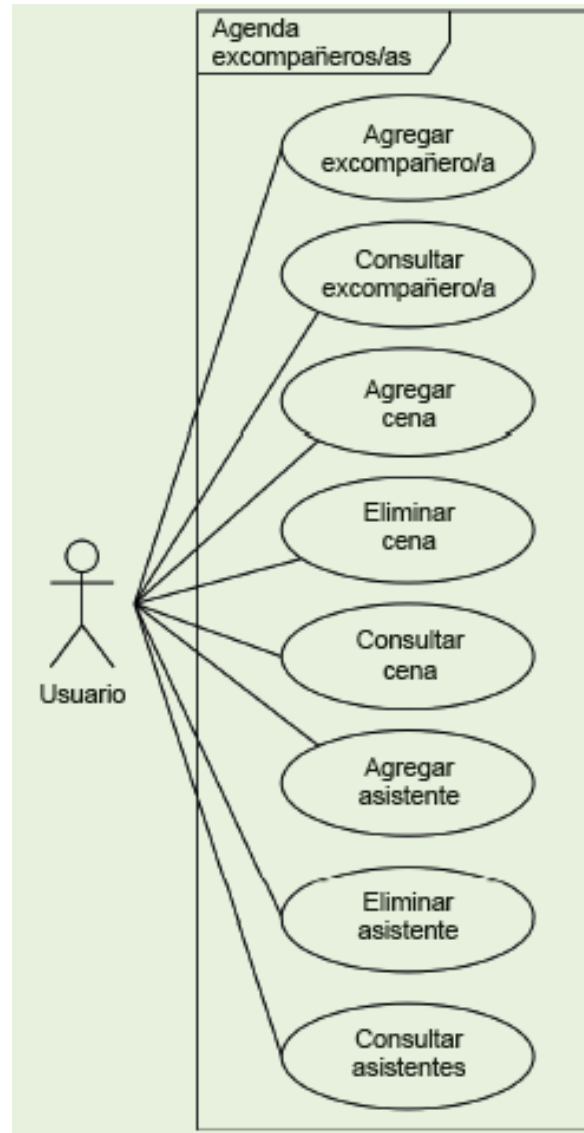 Agenda
excompañeros/as
Agregar
excompañero/a
Consultar
excompañero/a
Agregar
cena
Eliminar
cena
Consultar
cena
Usuario
Agregar
asistente
Eliminar
asistente
Consultar
asistentes